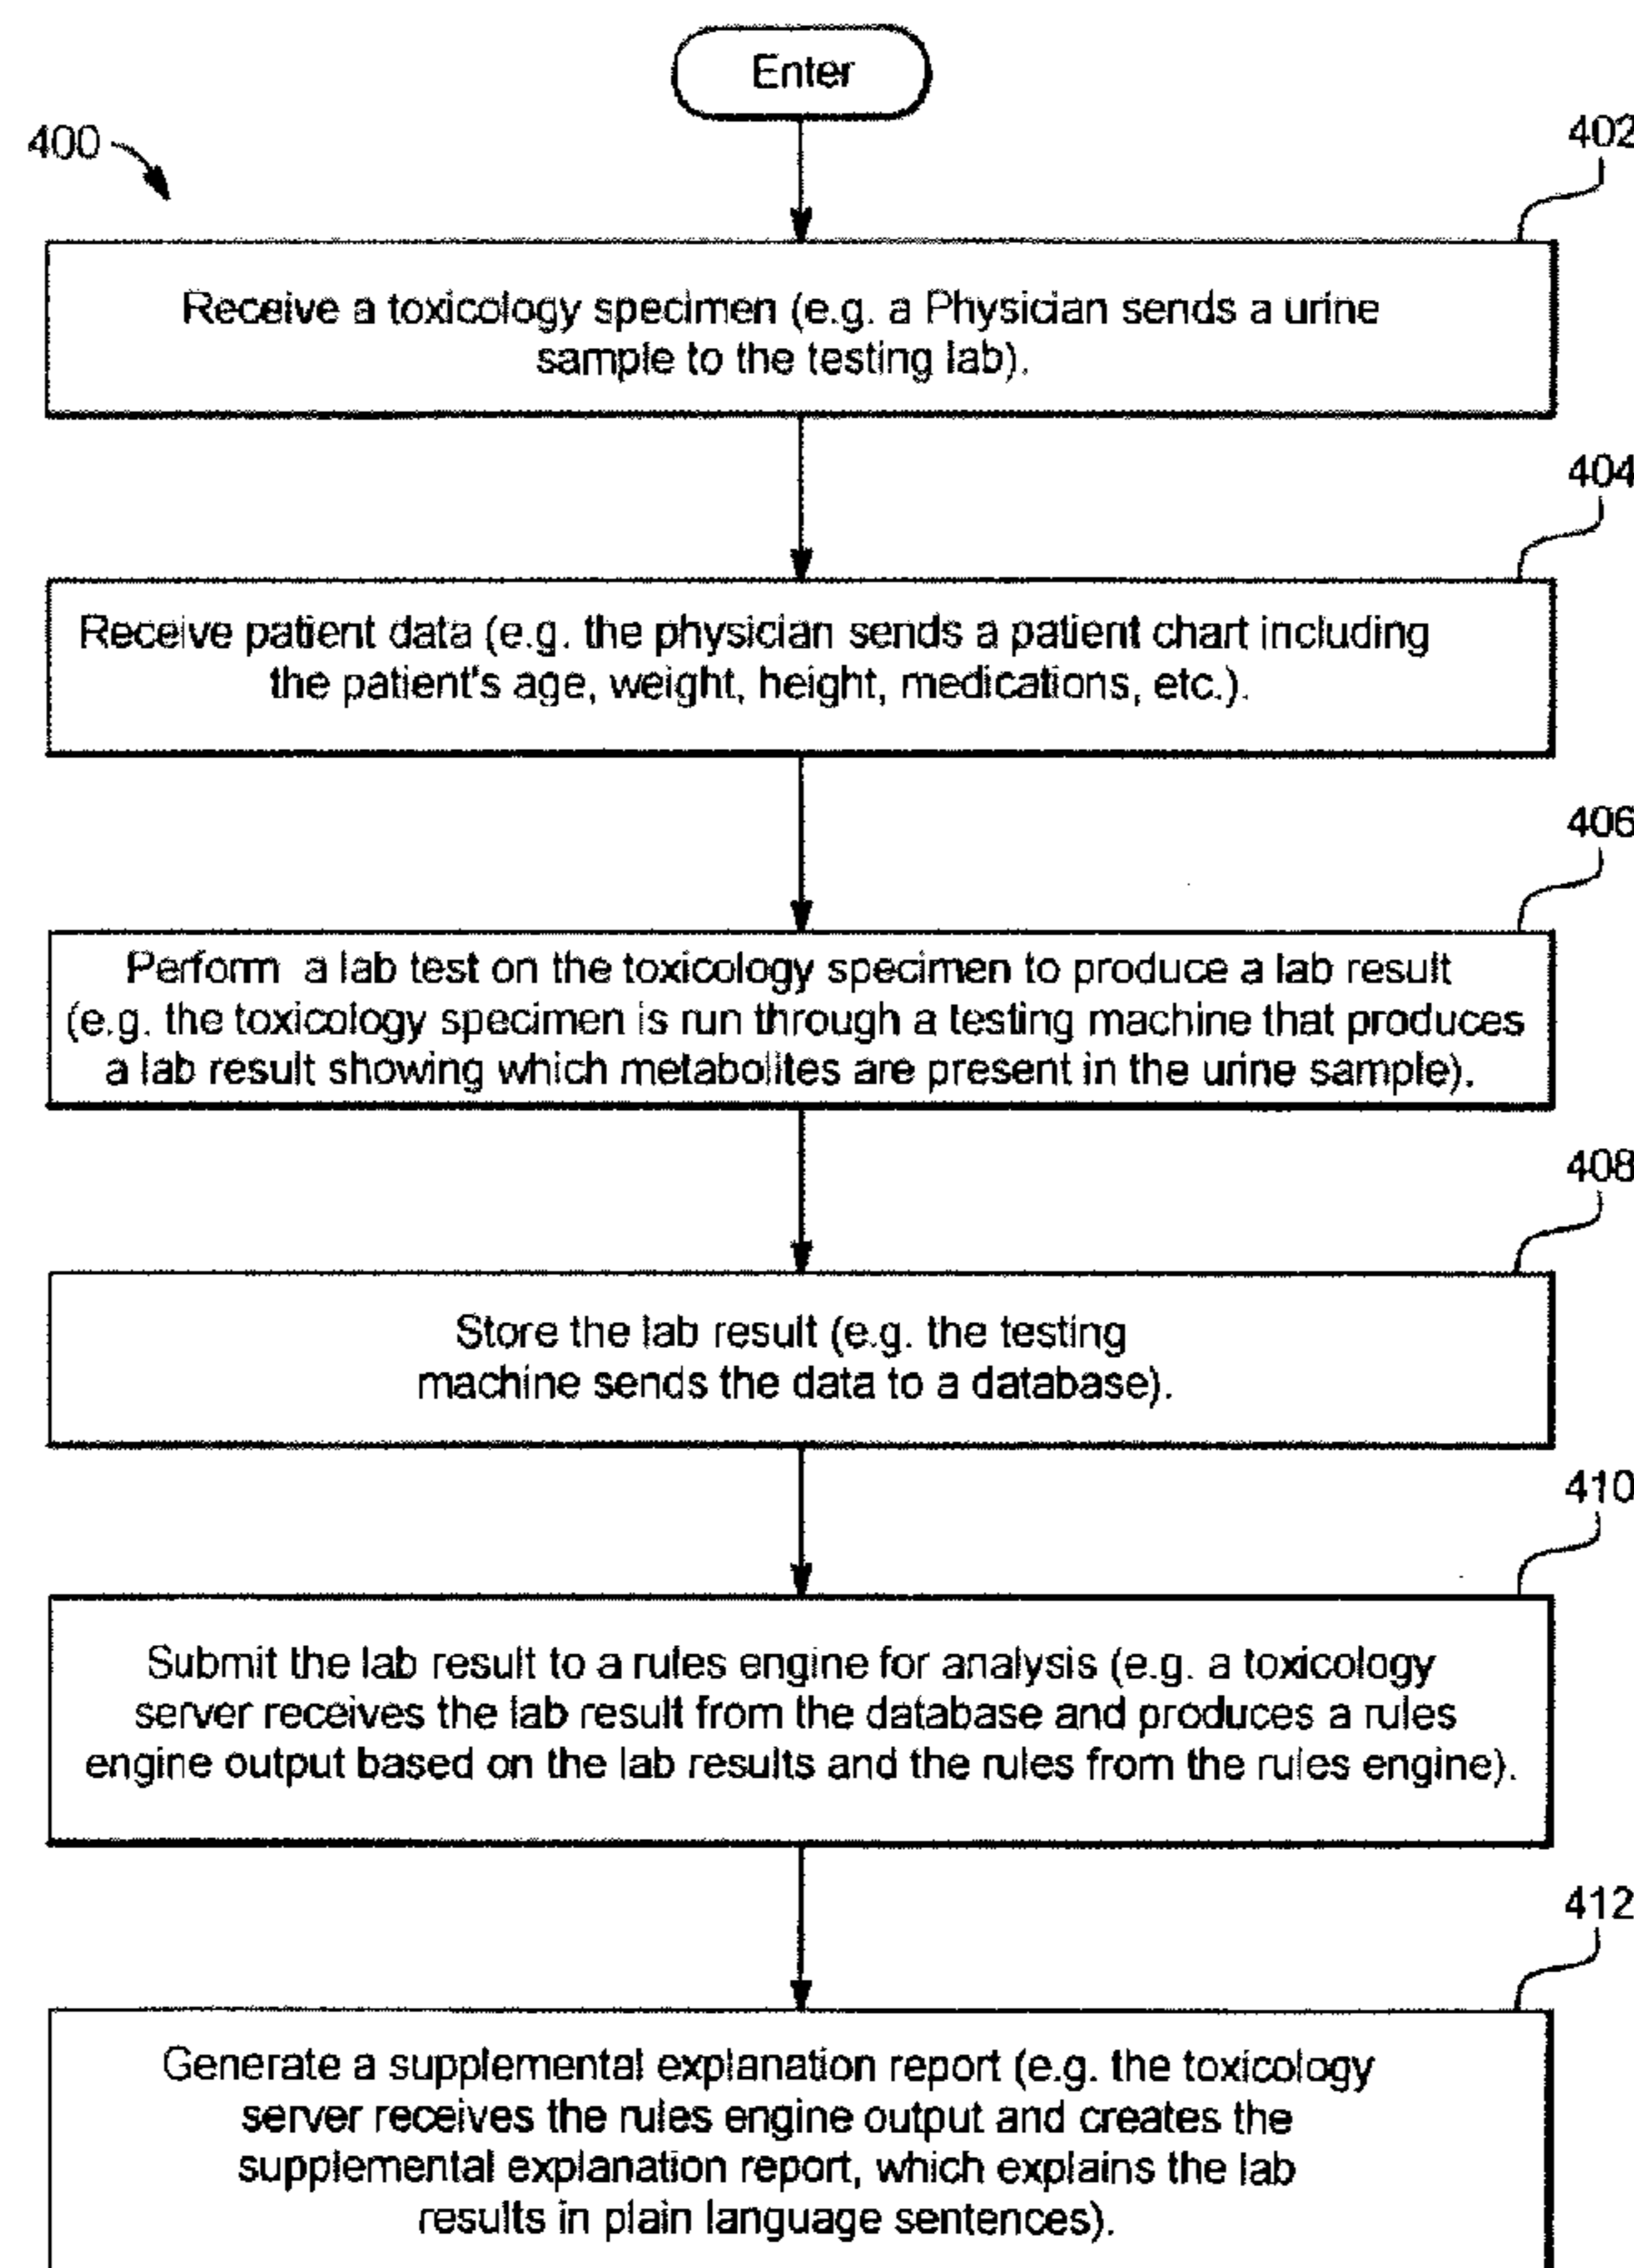 Enter
400
402
Receive a toxicology specimen (e.g. a Physician sends a urine
sample to the testing lab).
404
Receive patient data (e.g. the physician sends a patient chart including
the patient's age, weight, height, medications, etc.).
406
Perform a lab test on the toxicology specimen to produce a lab result
(e.g. the toxicology specimen is run through a testing machine that produces
a lab result showing which metabolites are present in the urine sample).
408
Store the lab result (e.g. the testing
machine sends the data to a database).
410
Submit the lab result to a rules engine for analysis (e.g. a toxicology
server receives the lab result from the database and produces a rules
engine output based on the lab results and the rules from the rules engine).
412
Generate a supplemental explanation report (e.g. the toxicology
server receives the rules engine output and creates the
supplemental explanation report, which explains the lab
results in plain language sentences).